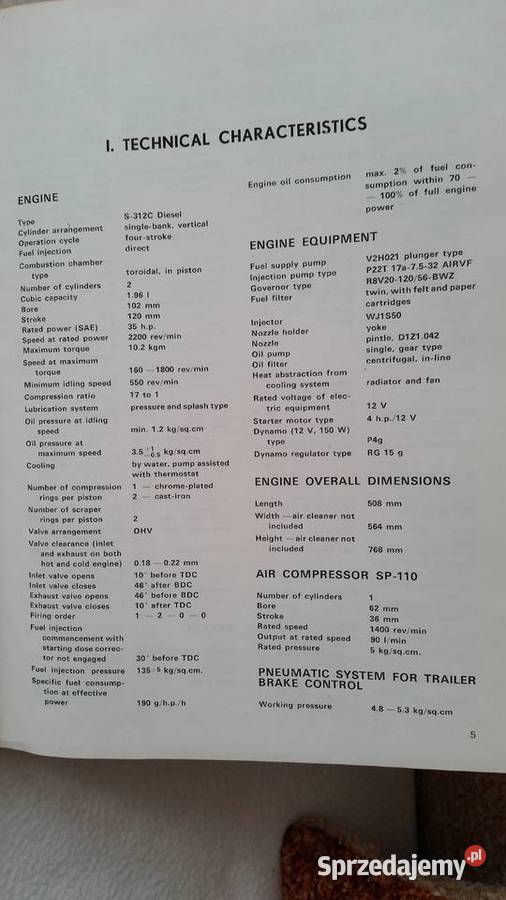 I. TECHNICAL CHARACTERISTICS
ENGINE
Type S-312C Diesel
Cylinder arrangement single-bank, vertical
Operation cycle four-stroke
Fuel injection direct
Combustion chamber
type toroidal, in piston
Number of cylinders 2
Cubic capacity 1.96 l
Bore 102 mm
Stroke 120 mm
Rated power (SAE) 35 h.p.
Speed at rated power 2200 rev/min
Maximum torque 10.2 kgm
Speed at maximum
torque 160 — 1800 rev/min
Minimum idling speed 550 rev/min
Compression ratio 17 to 1
Lubrication system pressure and splash type
Oil pressure at idling
speed min. 1.2 kg/sq.cm
Oil pressure at
maximum speed 3.5 +1 -0.5 kg/sq.cm
Cooling by water, pump assisted
with thermostat
Number of compression 1 — chrome-plated
rings per piston 2 — cast-iron
Number of scraper
rings per piston 2
Valve arrangement OHV
Valve clearance (inlet
and exhaust on both
hot and cold engine) 0.18 — 0.22 mm
Inlet valve opens 10° before TDC
Inlet valve closes 46° after BDC
Exhaust valve opens 46° before BDC
Exhaust valve closes 10° after TDC
Firing order 1 — 2 — 0 — 0
Fuel injection
commencement with
starting dose correc-
tor not engaged 30° before TDC
Fuel injection pressure 135+5 kg/sq.cm.
Specific fuel consump-
tion at effective
power 190 g/h.p./h
Engine oil consumption max. 2% of fuel con-
sumption within 70 —
— 100% of full engine
power
ENGINE EQUIPMENT
Fuel supply pump V2H021 plunger type
Injection pump type P22T 17a-7.5-32 AIRVF
Governor type R8V20-120/56-BWZ
Fuel filter twin, with felt and paper
cartridges
Injector WJ1S50
Nozzle holder yoke
Nozzle pintle, D1Z1.042
Oil pump single, gear type
Oil filter centrifugal, in-line
Heat abstraction from
cooling system radiator and fan
Rated voltage of elec-
tric equipment 12 V
Starter motor type 4 h.p./12 V
Dynamo (12 V, 150 W)
type P4g
Dynamo regulator type RG 15 g
ENGINE OVERALL DIMENSIONS
Length 508 mm
Width — air cleaner not
included 564 mm
Height — air cleaner not
included 768 mm
AIR COMPRESSOR SP-110
Number of cylinders 1
Bore 62 mm
Stroke 36 mm
Rated speed 1400 rev/min
Output at rated speed 90 l/min
Rated pressure 5 kg/sq.cm.
PNEUMATIC SYSTEM FOR TRAILER
BRAKE CONTROL
Working pressure 4.8 — 5.3 kg/sq.cm
5
Sprzedajemy.pl